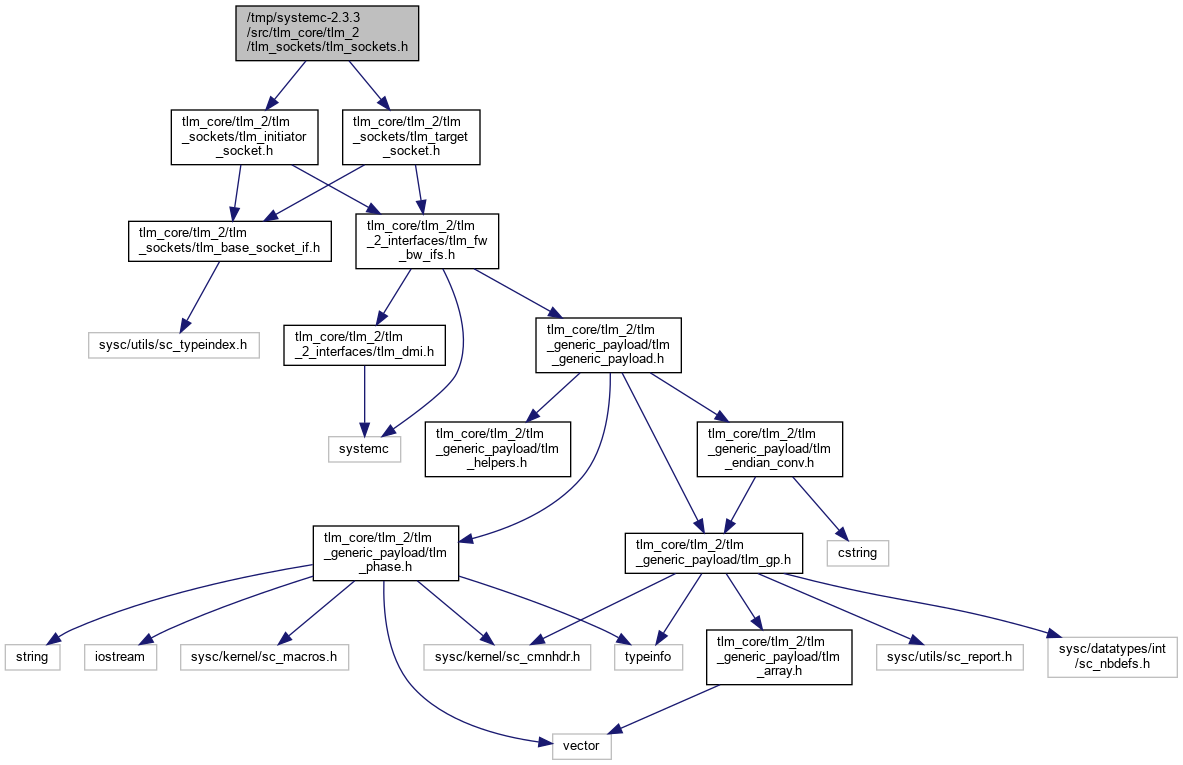 /tmp/systemc-2.3.3
/src/tlm_core/tlm_2
/tlm_sockets/tlm_sockets.h
tlm_core/tlm_2/tlm
_sockets/tlm_initiator
_socket.h
tlm_core/tlm_2/tlm
_sockets/tlm_target
_socket.h
tlm_core/tlm_2/tlm
_sockets/tlm_base_socket_if.h
tlm_core/tlm_2/tlm
_2_interfaces/tlm_fw
_bw_ifs.h
sysc/utils/sc_typeindex.h
tlm_core/tlm_2/tlm
_2_interfaces/tlm_dmi.h
tlm_core/tlm_2/tlm
_generic_payload/tlm
_generic_payload.h
systemc
tlm_core/tlm_2/tlm
_generic_payload/tlm
_helpers.h
tlm_core/tlm_2/tlm
_generic_payload/tlm
_endian_conv.h
tlm_core/tlm_2/tlm
_generic_payload/tlm
_phase.h
tlm_core/tlm_2/tlm
_generic_payload/tlm_gp.h
cstring
string
iostream
sysc/kernel/sc_macros.h
sysc/kernel/sc_cmnhdr.h
typeinfo
tlm_core/tlm_2/tlm
_generic_payload/tlm
_array.h
sysc/utils/sc_report.h
sysc/datatypes/int
/sc_nbdefs.h
vector